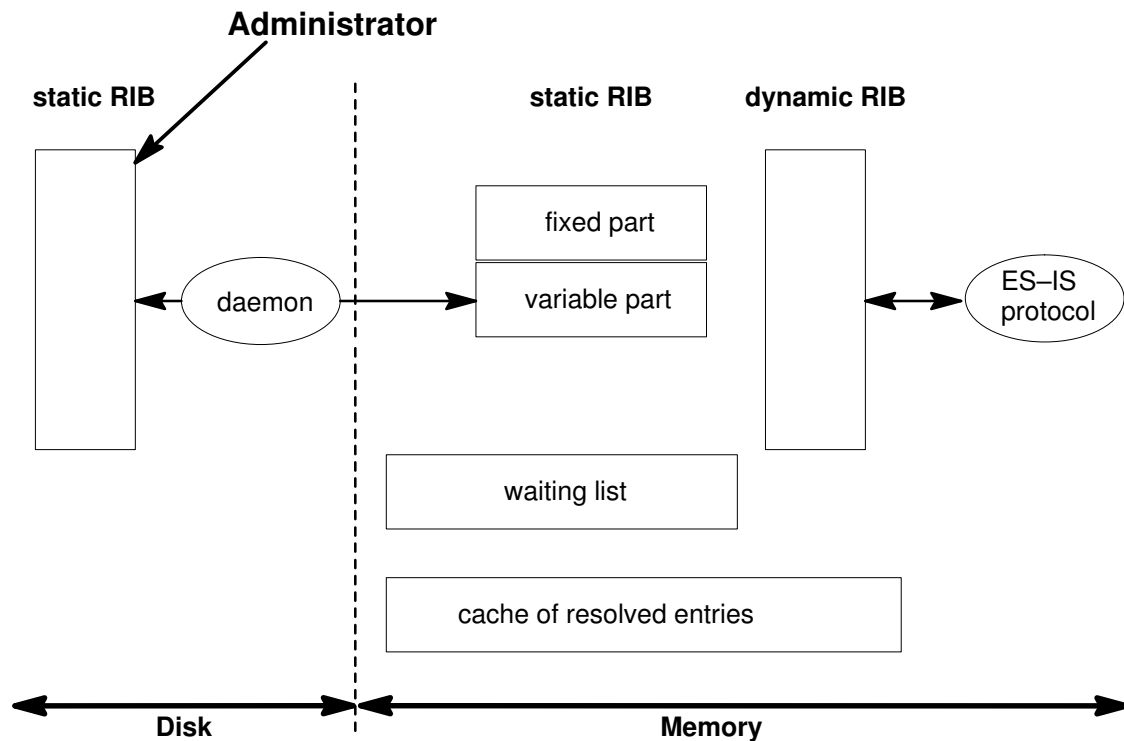 Administrator
static RIB
static RIB
dynamic RIB
fixed part
variable part
daemon
ES–IS
protocol
waiting list
cache of resolved entries
Disk
Memory